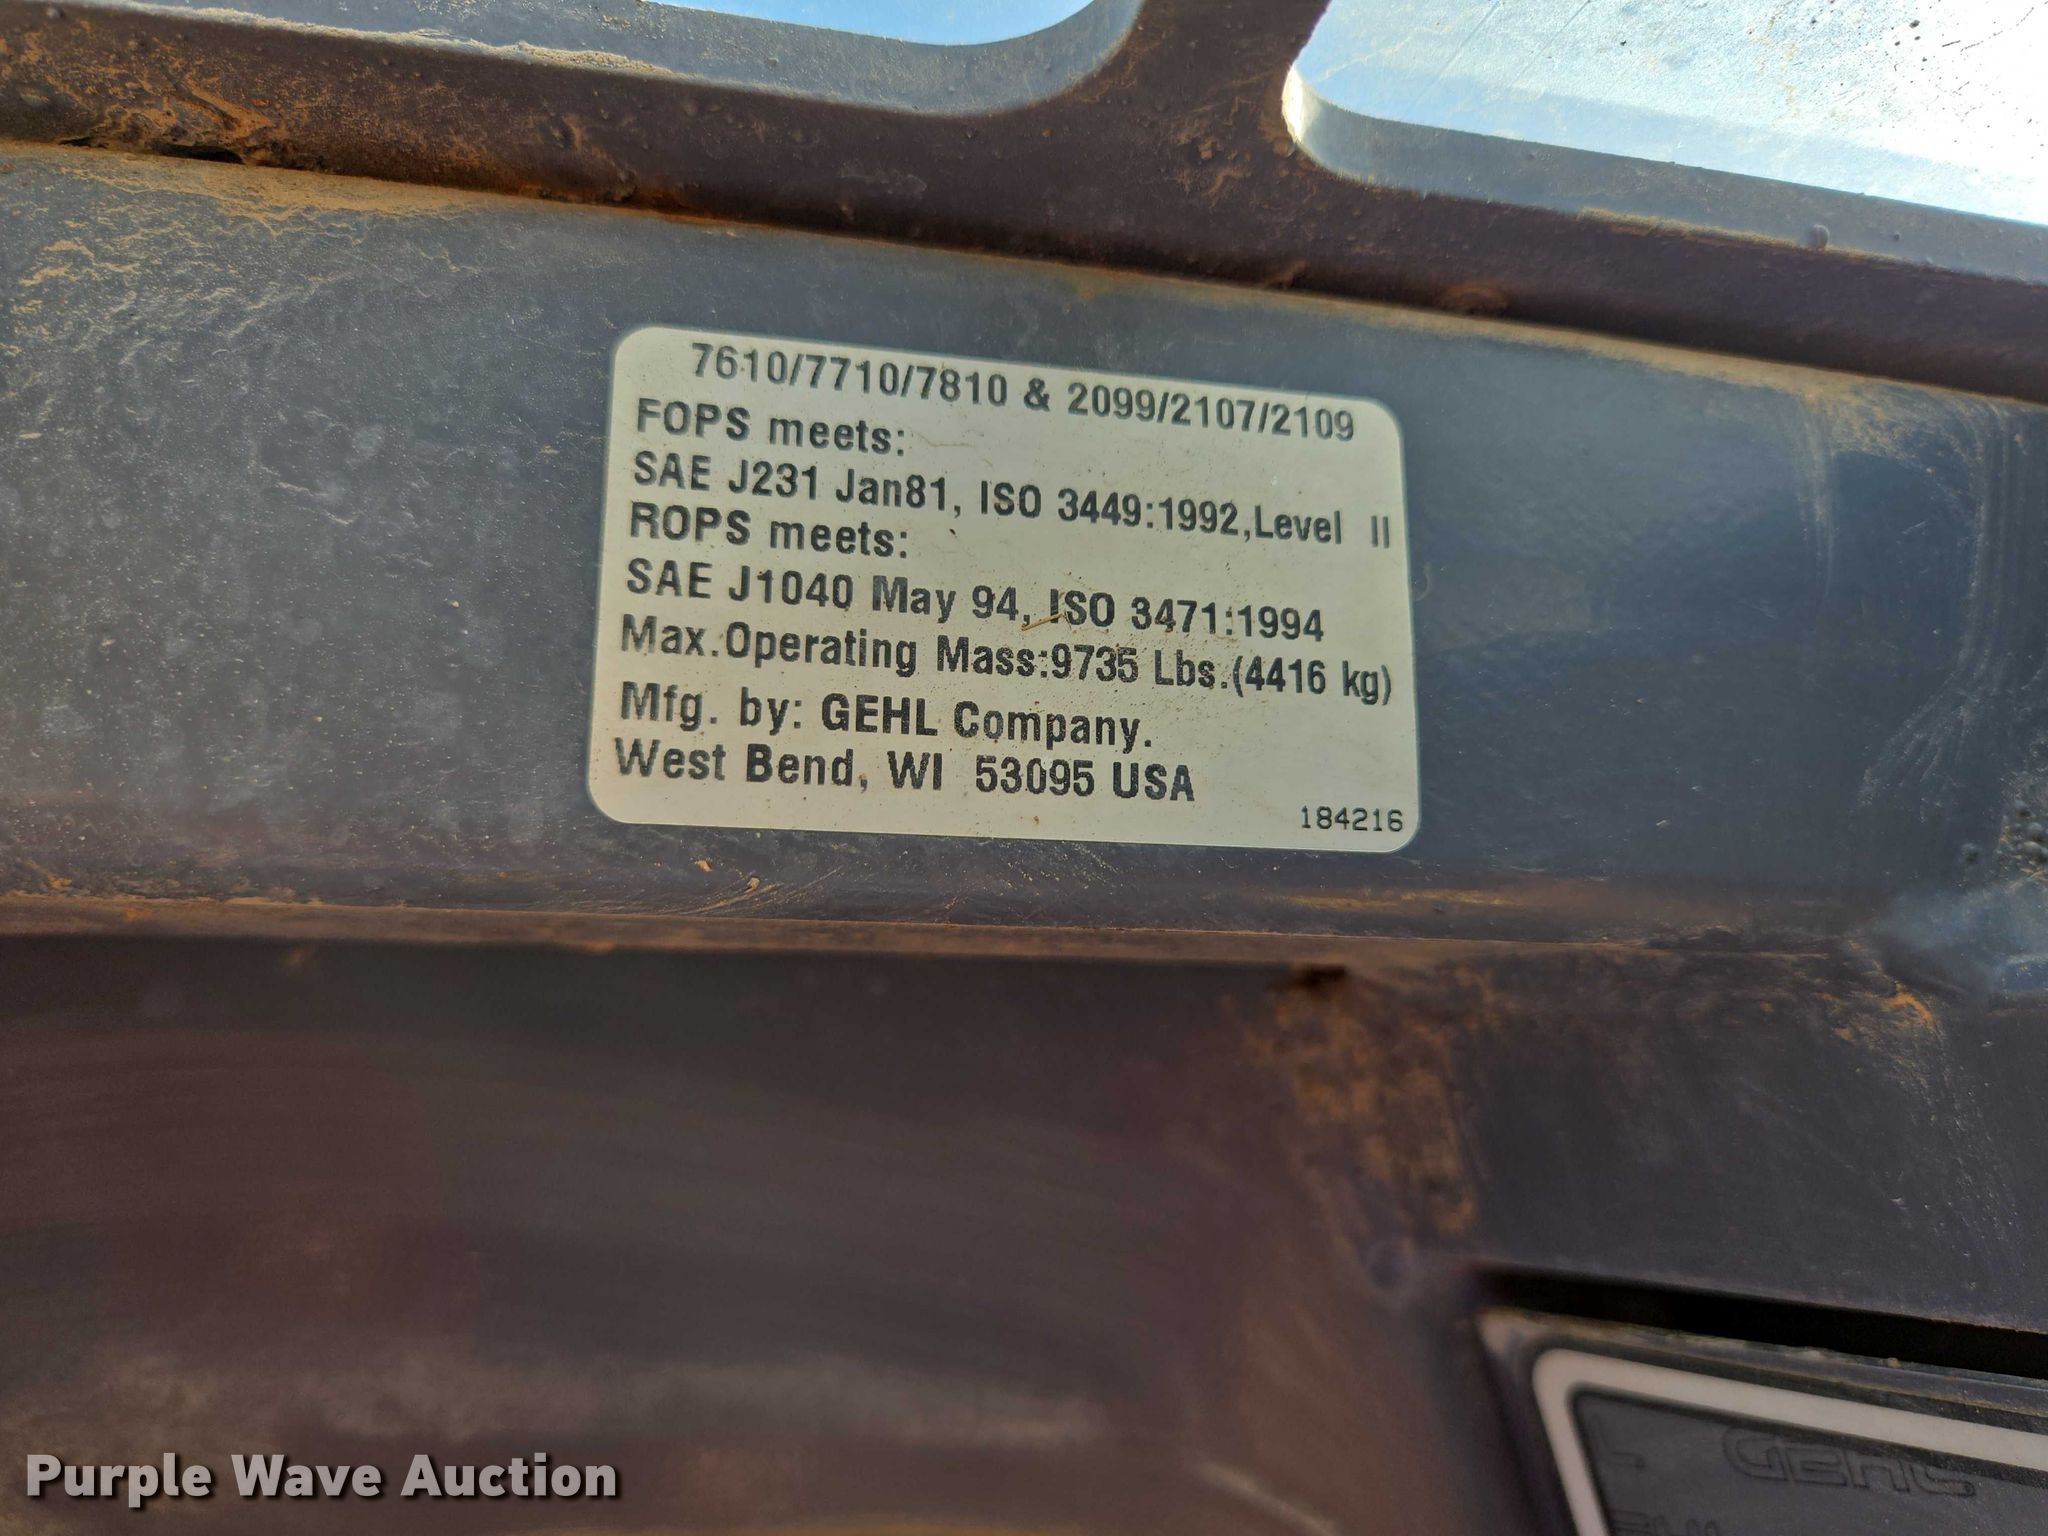 7610/7710/7810 & 2099/2107/2109
FOPS meets:
SAE J231 Jan81, ISO 3449:1992,Level II
ROPS meets:
SAE J1040 May 94, ISO 3471:1994
Max.Operating Mass:9735 Lbs.(4416 kg)
Mfg. by: GEHL Company.
West Bend, WI 53095 USA
184216
GEHL
Purple Wave Auction